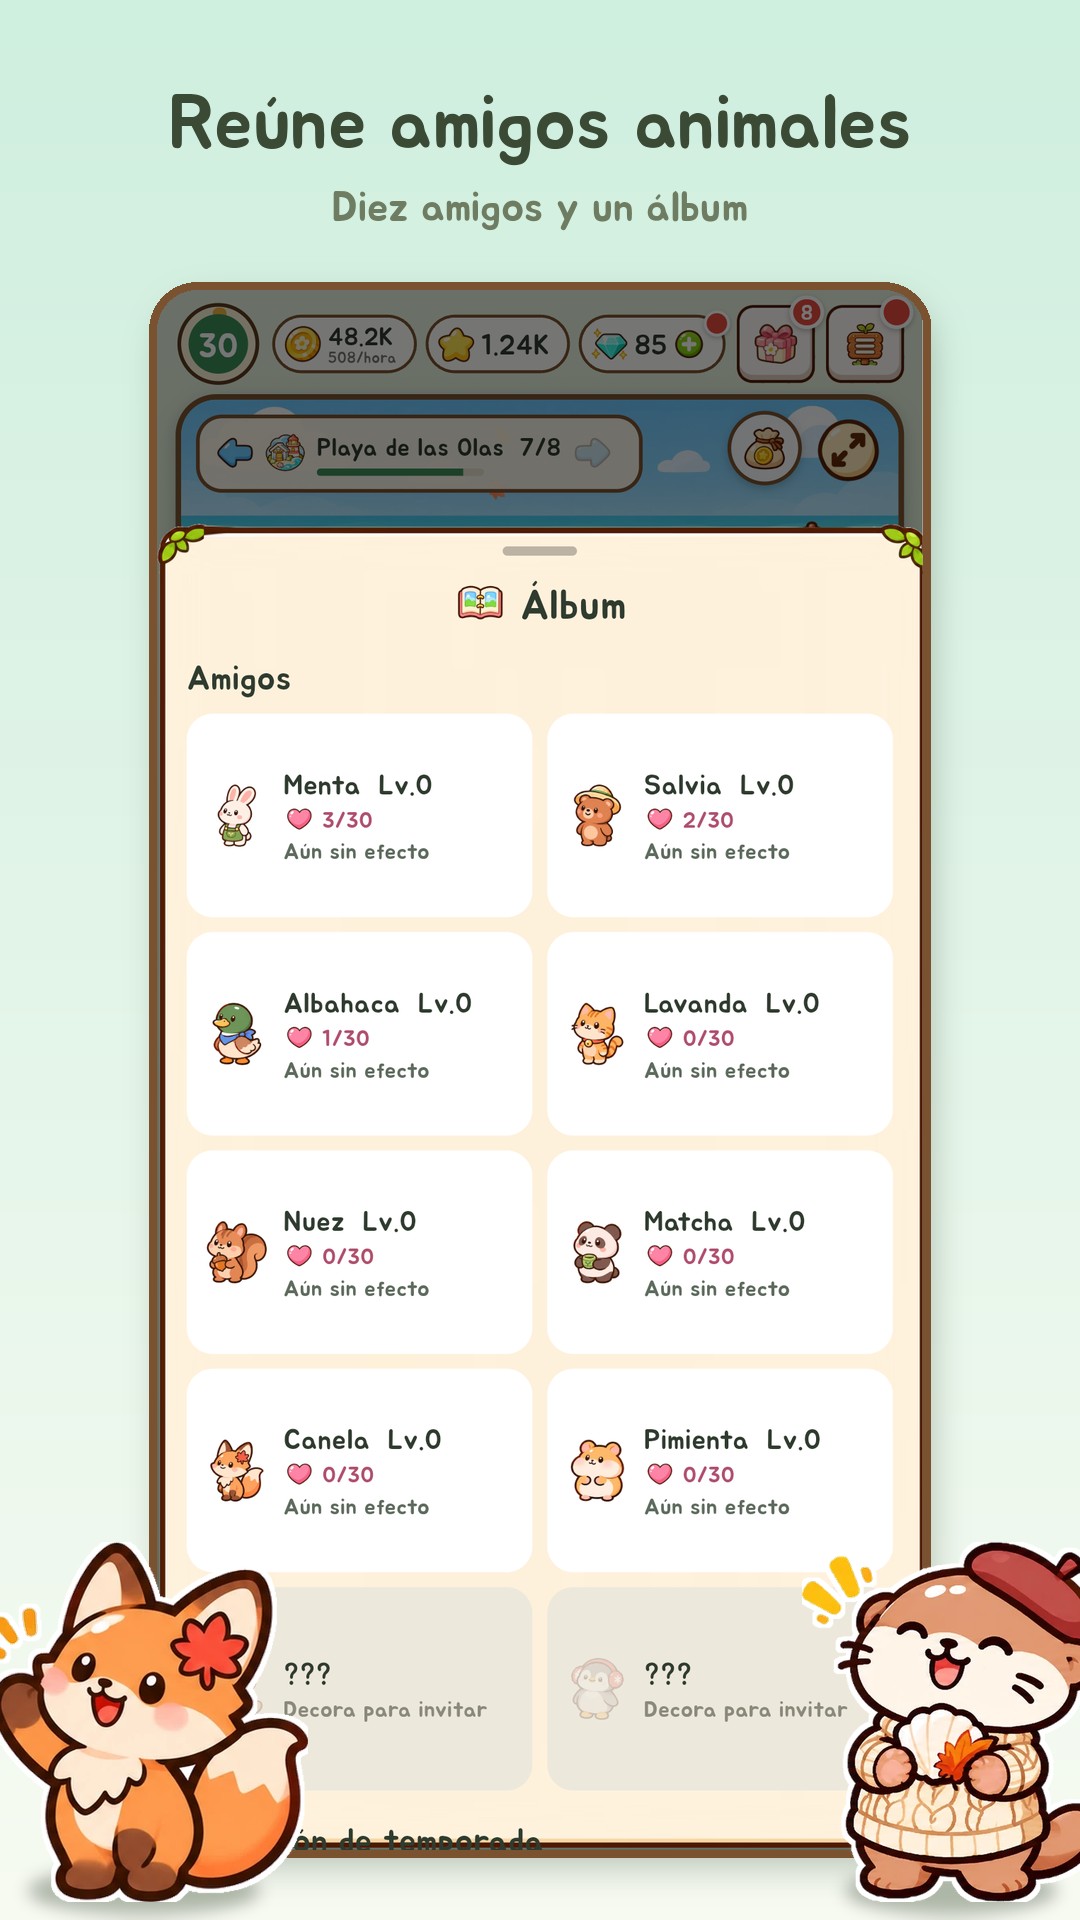 Reúne amigos animales
Diez amigos y un álbum
30
48.2K
508/hora
1.24K
85
8
Playa de las Olas 7/8
Álbum
Amigos
Menta Lv.0
3/30
Aún sin efecto
Salvia Lv.0
2/30
Aún sin efecto
Albahaca Lv.0
1/30
Aún sin efecto
Lavanda Lv.0
0/30
Aún sin efecto
Nuez Lv.0
0/30
Aún sin efecto
Matcha Lv.0
0/30
Aún sin efecto
Canela Lv.0
0/30
Aún sin efecto
Pimienta Lv.0
0/30
Aún sin efecto
???
Decora para invitar
???
Decora para invitar
de temporada